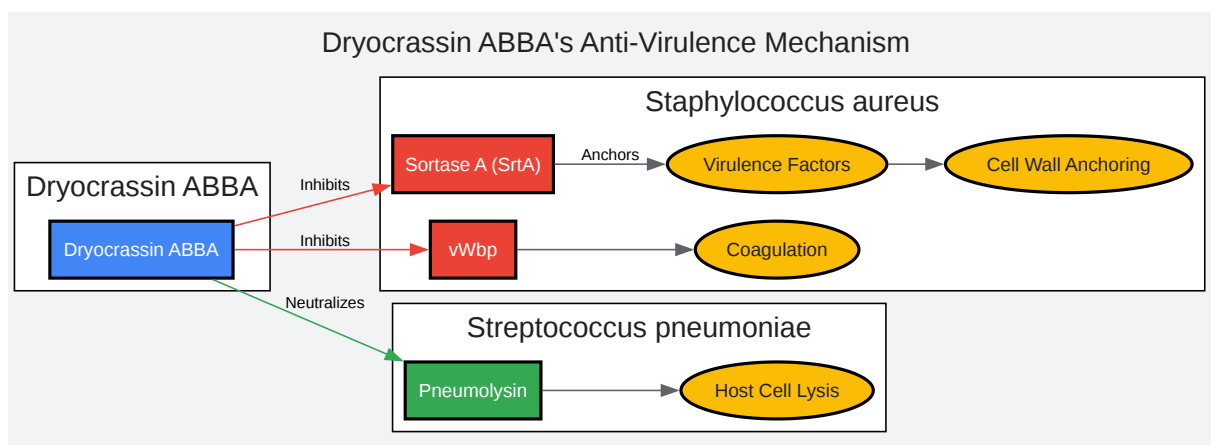 Dryocrassin ABBA's Anti-Virulence Mechanism
Staphylococcus aureus
Sortase A (SrtA)
Anchors
Virulence Factors
Cell Wall Anchoring
Dryocrassin ABBA
Inhibits
Dryocrassin ABBA
Inhibits
vWbp
Coagulation
Neutralizes
Streptococcus pneumoniae
Pneumolysin
Host Cell Lysis